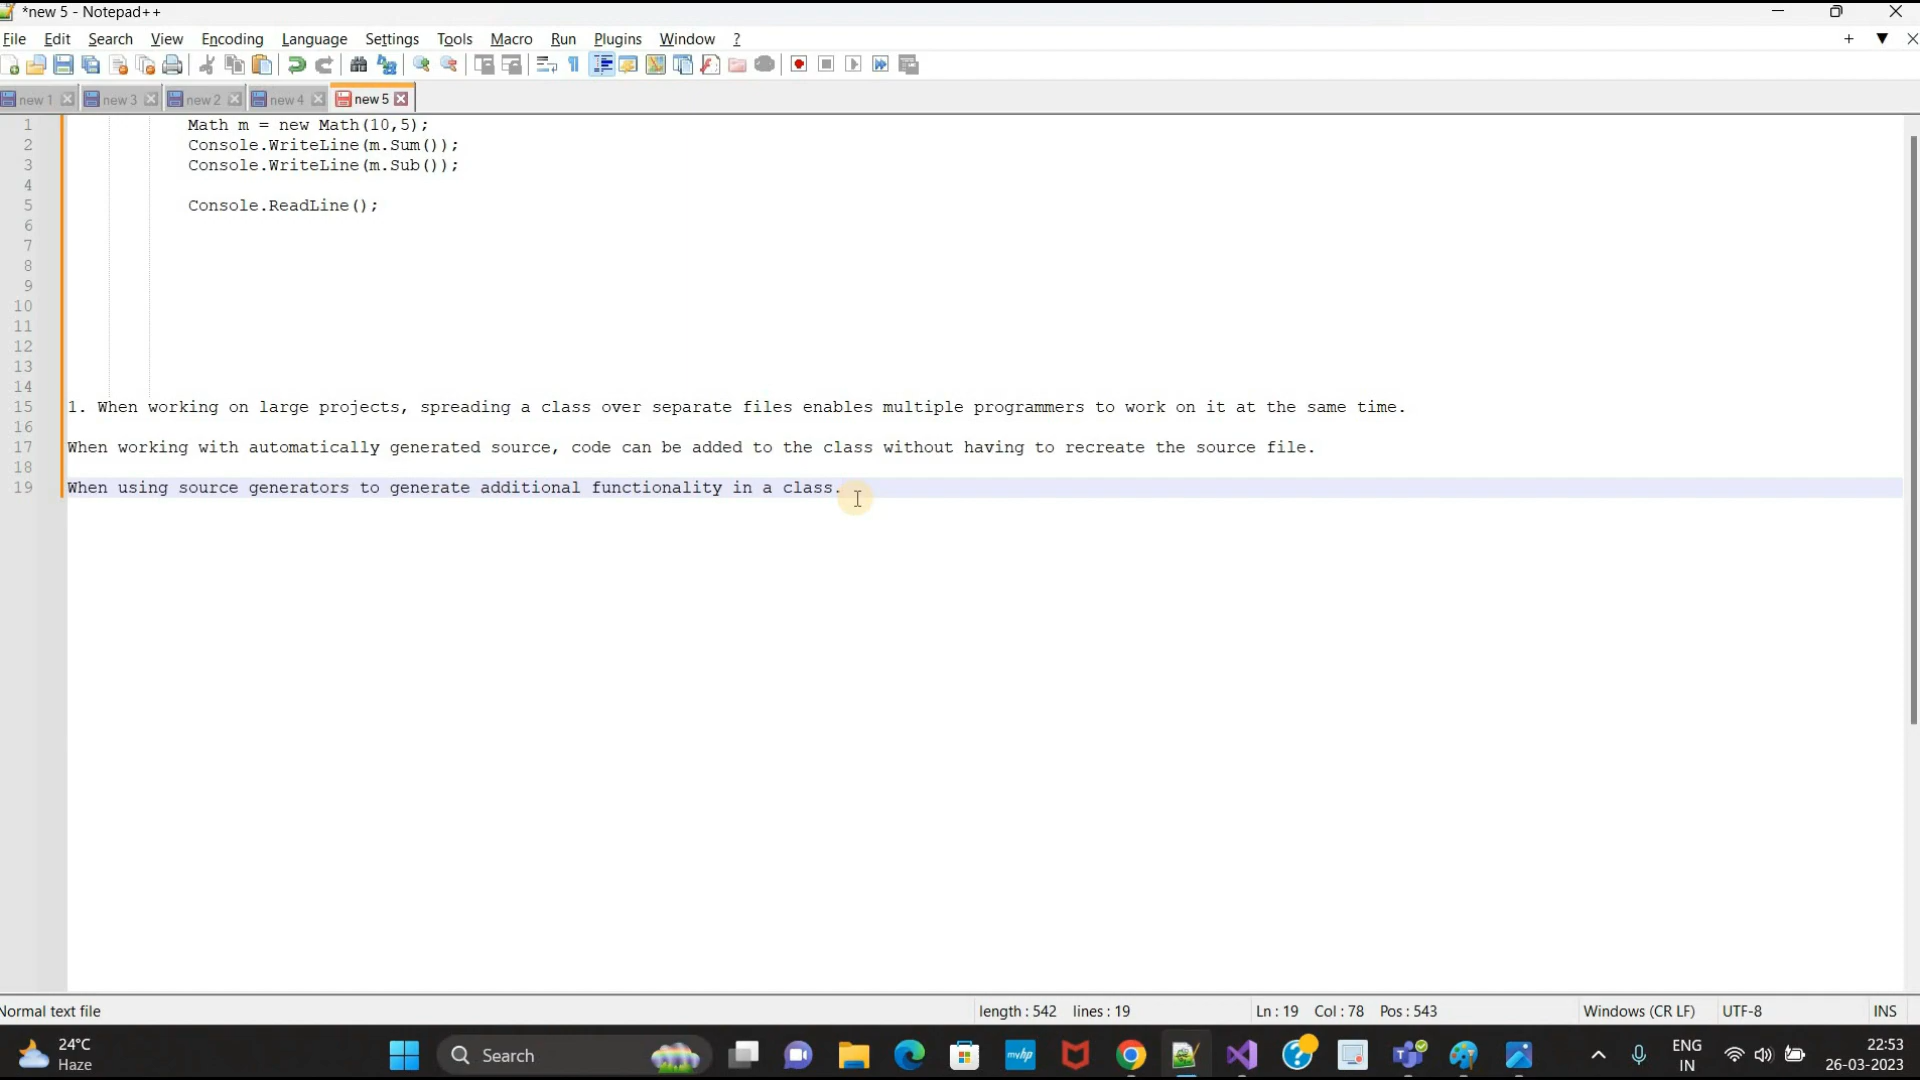 *new 5 - Notepad++
File Edit Search View Encoding Language Settings Tools Macro Run Plugins Window ?
new 1 new 3 new 2 new 4 new 5
1 Math m = new Math(10,5);
2 Console.WriteLine(m.Sum());
3 Console.WriteLine(m.Sub());
4
5 Console.ReadLine();
6
7
8
9
10
11
12
13
14
15 1. When working on large projects, spreading a class over separate files enables multiple programmers to work on it at the same time.
16
17 When working with automatically generated source, code can be added to the class without having to recreate the source file.
18
19 When using source generators to generate additional functionality in a class.
Normal text file length : 542 lines : 19 Ln : 19 Col : 78 Pos : 543 Windows (CR LF) UTF-8 INS
24°C
Haze
Search
myhp
ENG
IN
22:53
26-03-2023